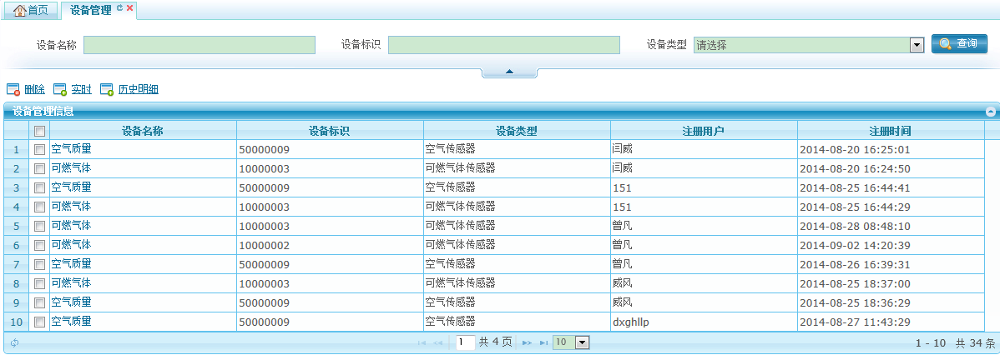 首页 设备管理
设备名称 设备标识 设备类型 请选择 查询
删除 实时 历史明细
设备管理信息
设备名称 设备标识 设备类型 注册用户 注册时间
1 空气质量 50000009 空气传感器 闫威 2014-08-20 16:25:01
2 可燃气体 10000003 可燃气体传感器 闫威 2014-08-20 16:24:50
3 空气质量 50000009 空气传感器 151 2014-08-25 16:44:41
4 可燃气体 10000003 可燃气体传感器 151 2014-08-25 16:44:29
5 可燃气体 10000003 可燃气体传感器 曾凡 2014-08-28 08:48:10
6 可燃气体 10000002 可燃气体传感器 曾凡 2014-09-02 14:20:39
7 空气质量 50000009 空气传感器 曾凡 2014-08-26 16:39:31
8 可燃气体 10000003 可燃气体传感器 威风 2014-08-25 18:37:00
9 空气质量 50000009 空气传感器 威风 2014-08-25 18:36:29
10 空气质量 50000009 空气传感器 dxghllp 2014-08-27 11:43:29
1 共 4 页 10 1 - 10 共 34 条